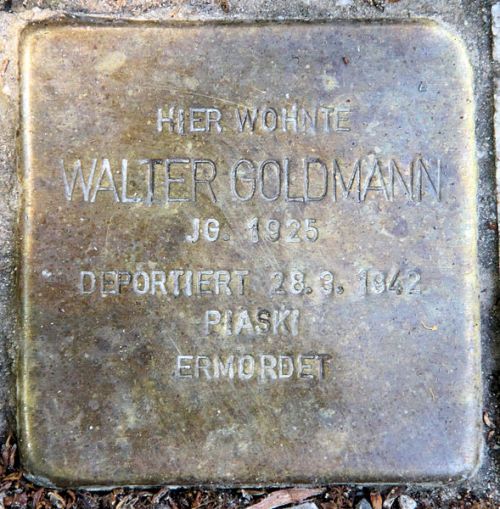 HIER WOHNTE
WALTER GOLDMANN
JG. 1925
DEPORTIERT 28.3.1942
PIASKI
ERMORDET